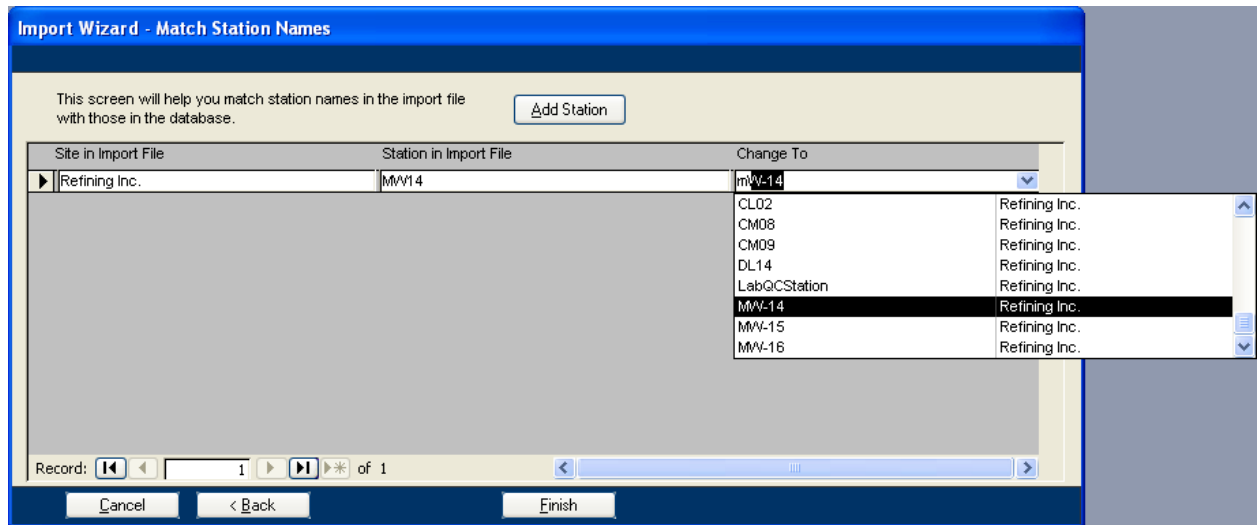 Import Wizard - Match Station Names
This screen will help you match station names in the import file
with those in the database.
Add Station
Site in Import File Station in Import File Change To
Refining Inc. MW14 mW-14
CL02 Refining Inc.
CM08 Refining Inc.
CM09 Refining Inc.
DL14 Refining Inc.
LabQCStation Refining Inc.
MW-14 Refining Inc.
MW-15 Refining Inc.
MW-16 Refining Inc.
Record: 1 of 1
Cancel < Back Finish